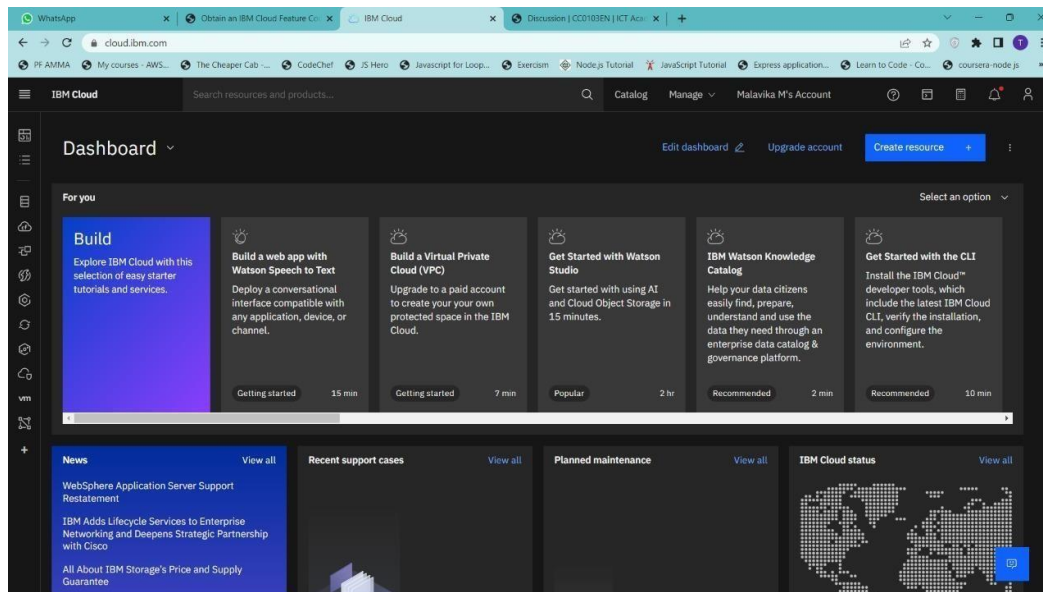 WhatsApp
Obtain an IBM Cloud Feature Co
IBM Cloud
Discussion | CC0103EN | ICT Aca
cloud.ibm.com
PF AMMA
My courses - AWS...
The Cheaper Cab -...
CodeChef
JS Hero
Javascript for Loop...
Exercism
Node.js Tutorial
JavaScript Tutorial
Express application...
Learn to Code - Co...
coursera-node js
T
IBM Cloud
Search resources and products...
Catalog
Manage
Malavika M's Account
Dashboard
Edit dashboard
Upgrade account
Create resource +
For you
Select an option
Build
Explore IBM Cloud with this
selection of easy starter
tutorials and services.
Build a web app with
Watson Speech to Text
Deploy a conversational
interface compatible with
any application, device, or
channel.
Getting started
15 min
Build a Virtual Private
Cloud (VPC)
Upgrade to a paid account
to create your your own
protected space in the IBM
Cloud.
Getting started
7 min
Get Started with Watson
Studio
Get started with using AI
and Cloud Object Storage in
15 minutes.
Popular
2 hr
IBM Watson Knowledge
Catalog
Help your data citizens
easily find, prepare,
understand and use the
data they need through an
enterprise data catalog &
governance platform.
Recommended
2 min
Get Started with the CLI
Install the IBM Cloud™
developer tools, which
include the latest IBM Cloud
CLI, verify the installation,
and configure the
environment.
Recommended
10 min
vm
News
View all
WebSphere Application Server Support
Restatement
IBM Adds Lifecycle Services to Enterprise
Networking and Deepens Strategic Partnership
with Cisco
All About IBM Storage's Price and Supply
Guarantee
Recent support cases
View all
Planned maintenance
View all
IBM Cloud status
View all